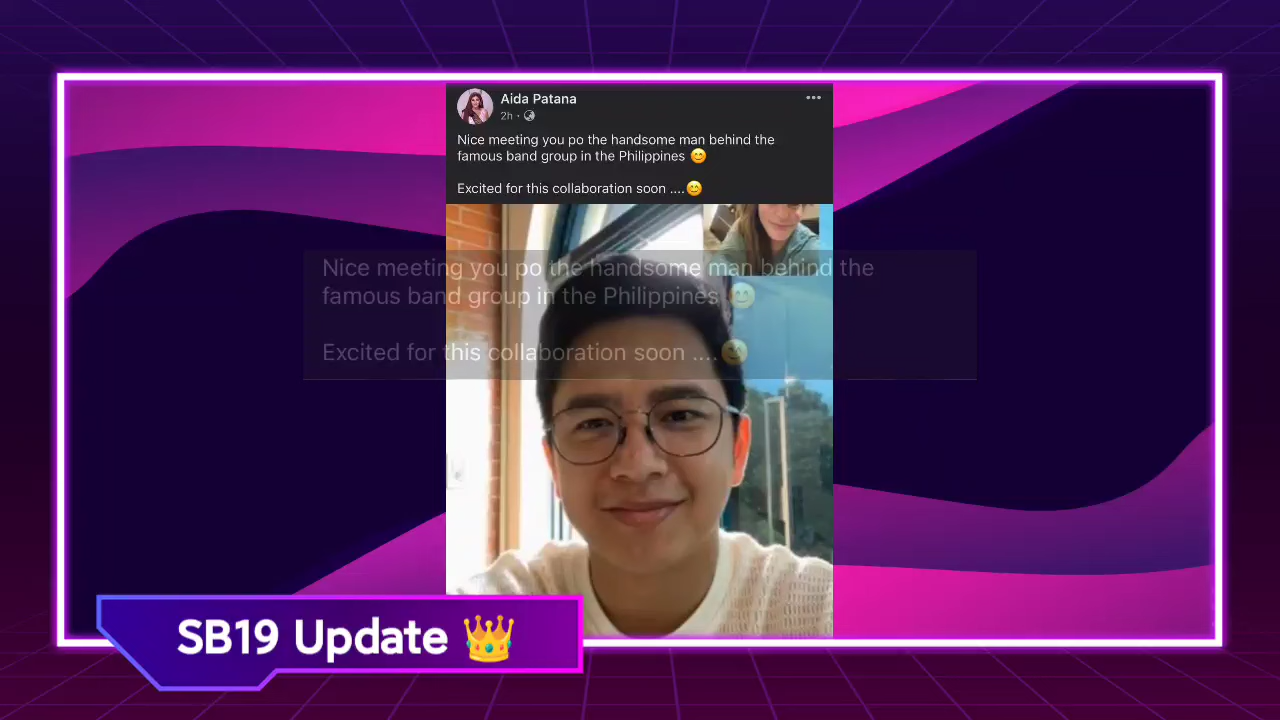 Aida Patana
2h ·
Nice meeting you po the handsome man behind the
famous band group in the Philippines 😊
Excited for this collaboration soon ....😊
Nice meeting you po the handsome man behind the
famous band group in the Philippines 😊
Excited for this collaboration soon ....😊
SB19 Update 👑